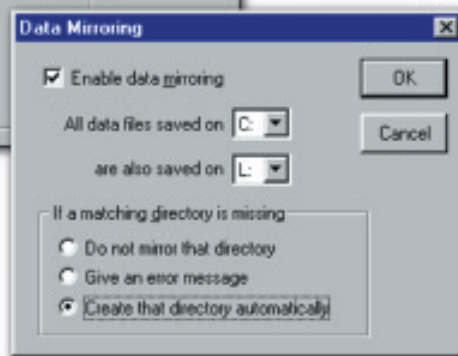 Data Mirroring
Enable data mirroring
OK
All data files saved on C:
Cancel
are also saved on L:
If a matching directory is missing
Do not mirror that directory
Give an error message
Create that directory automatically